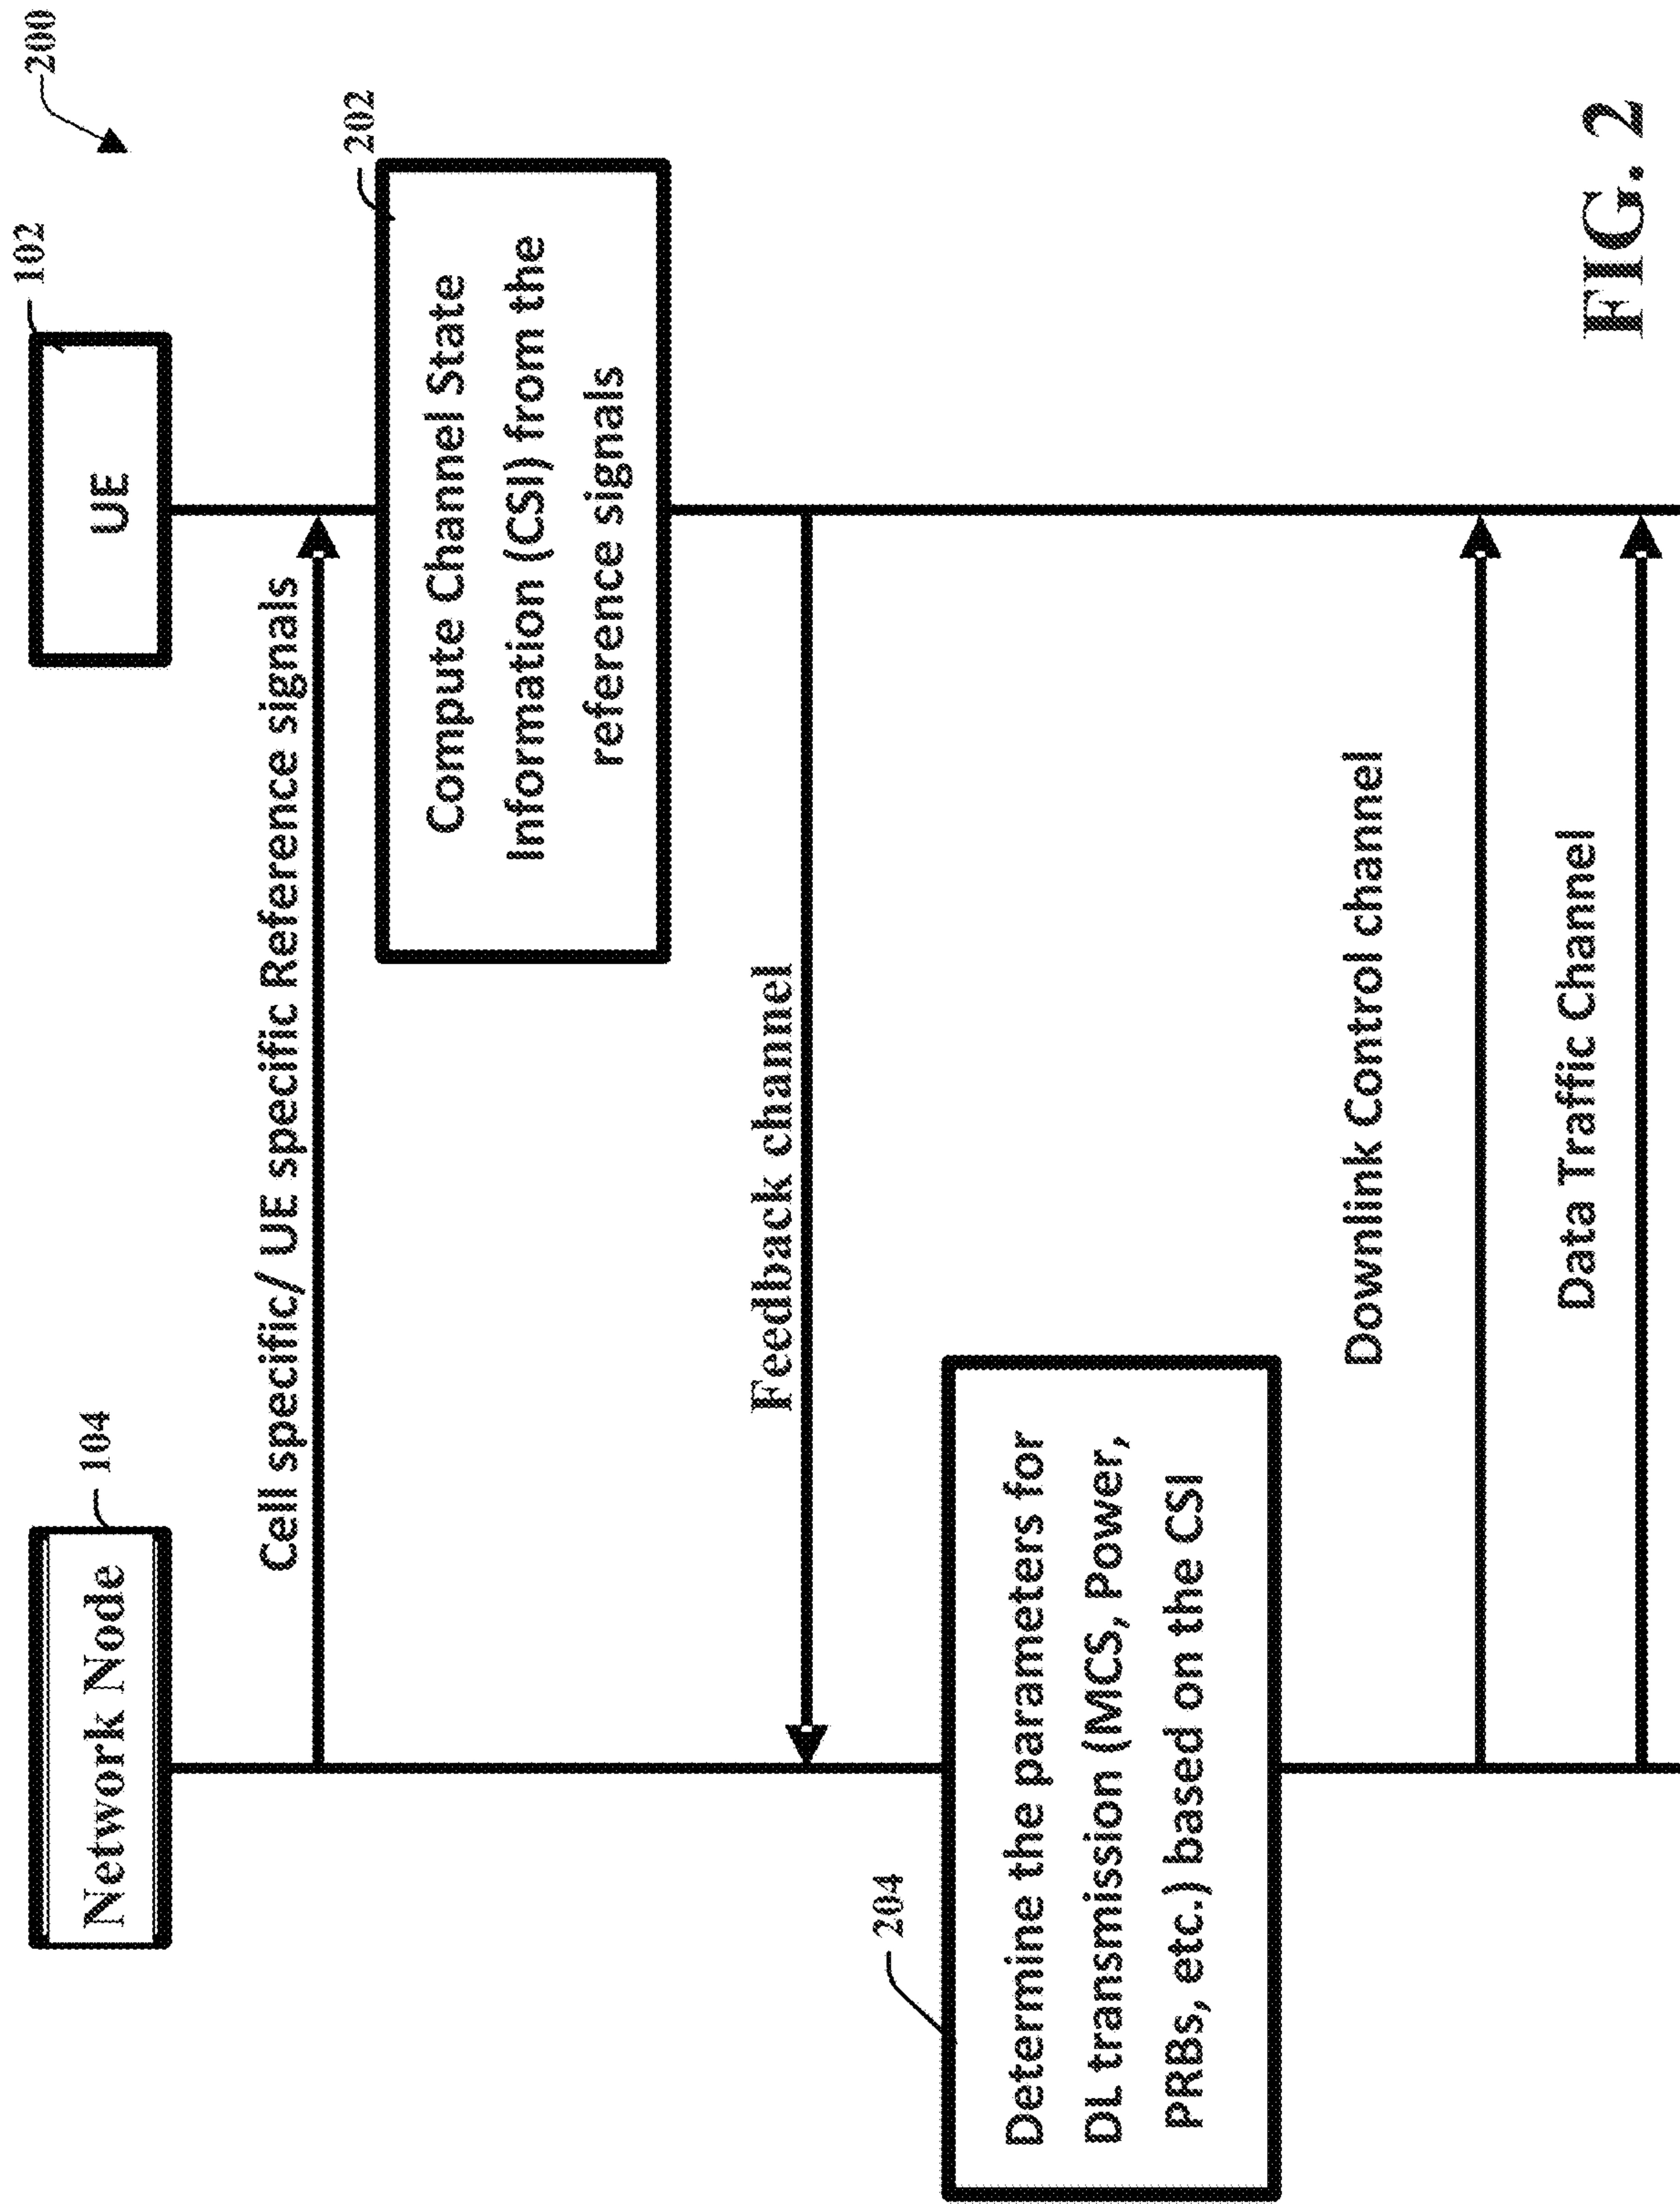 200
Network Node
104
UE
102
Cell specific/ UE specific Reference signals
202
Compute Channel State
Information (CSI) from the
reference signals
Feedback channel
204
Determine the parameters for
DL transmission (MCS, Power,
PRBs, etc.) based on the CSI
Downlink Control channel
Data Traffic Channel
FIG. 2